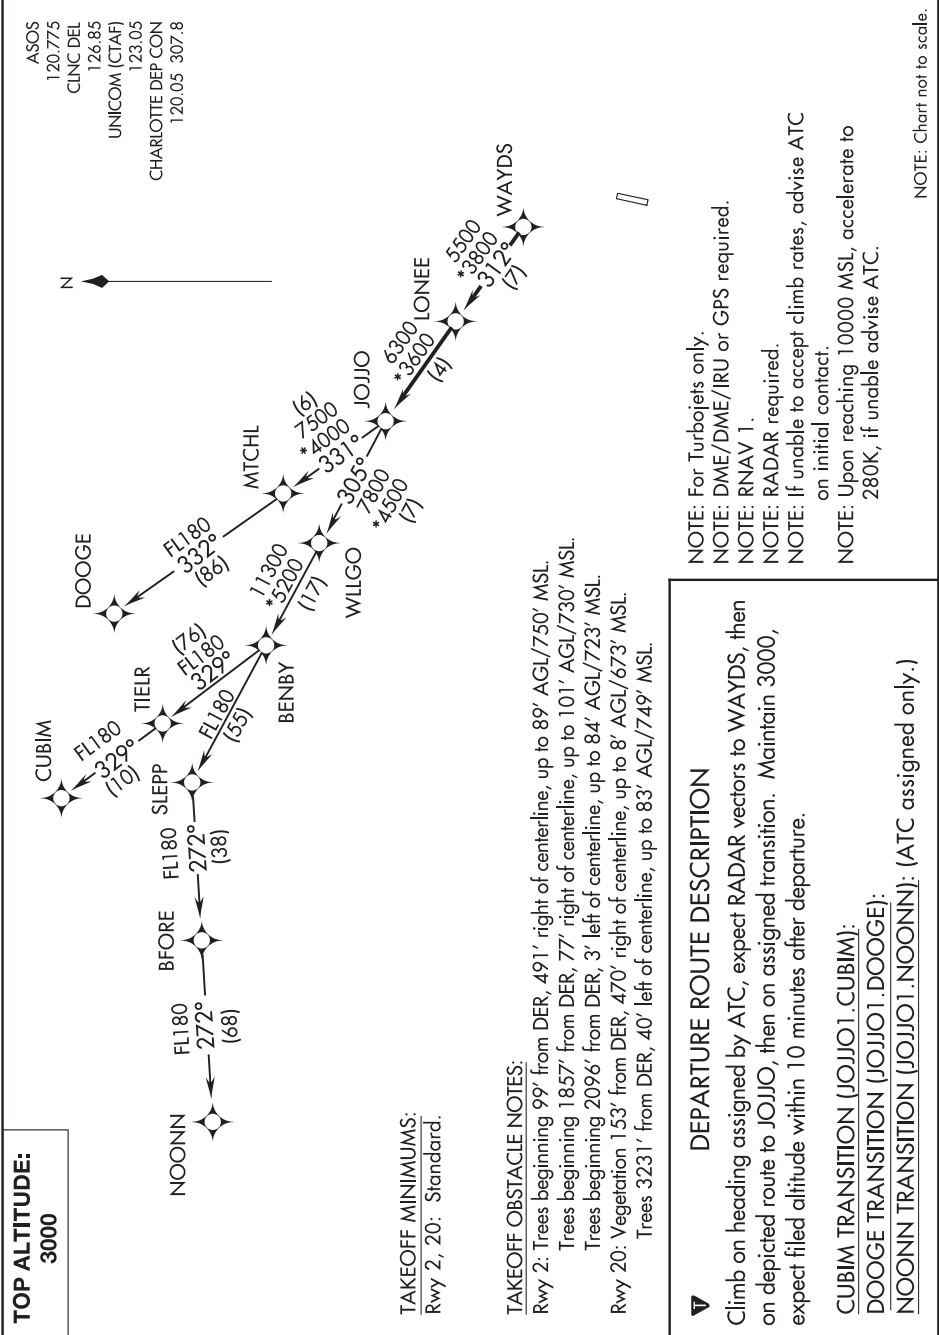 TOP ALTITUDE:
3000
ASOS
120.775
CLNC DEL
126.85
UNICOM (CTAF)
123.05
CHARLOTTE DEP CON
120.05 307.8
N
CUBIM
FL180
329°
(10)
TIELR
(76)
FL180
329°
DOOGE
FL180
332°
(86)
MTCHL
(6)
7500
*4000
331°
JOJJO
6300
*3600
(4)
LONEE
5500
*3800
312°
(7)
WAYDS
305°
7800
*4500
(7)
WLLGO
11300
*5200
(17)
BENBY
FL180
(55)
SLEPP
FL180
272°
(38)
BFORE
FL180
272°
(68)
NOONN
TAKEOFF MINIMUMS:
Rwy 2, 20: Standard.
TAKEOFF OBSTACLE NOTES:
Rwy 2: Trees beginning 99' from DER, 491' right of centerline, up to 89' AGL/750' MSL.
Trees beginning 1857' from DER, 77' right of centerline, up to 101' AGL/730' MSL.
Trees beginning 2096' from DER, 3' left of centerline, up to 84' AGL/723' MSL.
Rwy 20: Vegetation 153' from DER, 470' right of centerline, up to 8' AGL/673' MSL.
Trees 3231' from DER, 40' left of centerline, up to 83' AGL/749' MSL.
NOTE: For Turbojets only.
NOTE: DME/DME/IRU or GPS required.
NOTE: RNAV 1.
NOTE: RADAR required.
NOTE: If unable to accept climb rates, advise ATC
on initial contact.
NOTE: Upon reaching 10000 MSL, accelerate to
280K, if unable advise ATC.
NOTE: Chart not to scale.
T
DEPARTURE ROUTE DESCRIPTION
Climb on heading assigned by ATC, expect RADAR vectors to WAYDS, then
on depicted route to JOJJO, then on assigned transition. Maintain 3000,
expect filed altitude within 10 minutes after departure.
CUBIM TRANSITION (JOJJO1.CUBIM):
DOOGE TRANSITION (JOJJO1.DOOGE):
NOONN TRANSITION (JOJJO1.NOONN): (ATC assigned only.)